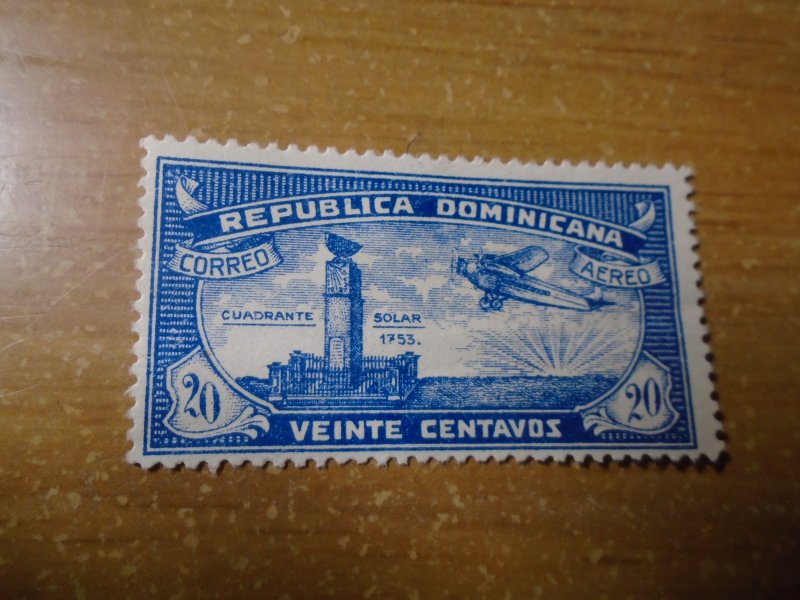 REPUBLICA DOMINICANA
CORREO AEREO
CUADRANTE SOLAR
1753.
20 20
VEINTE CENTAVOS